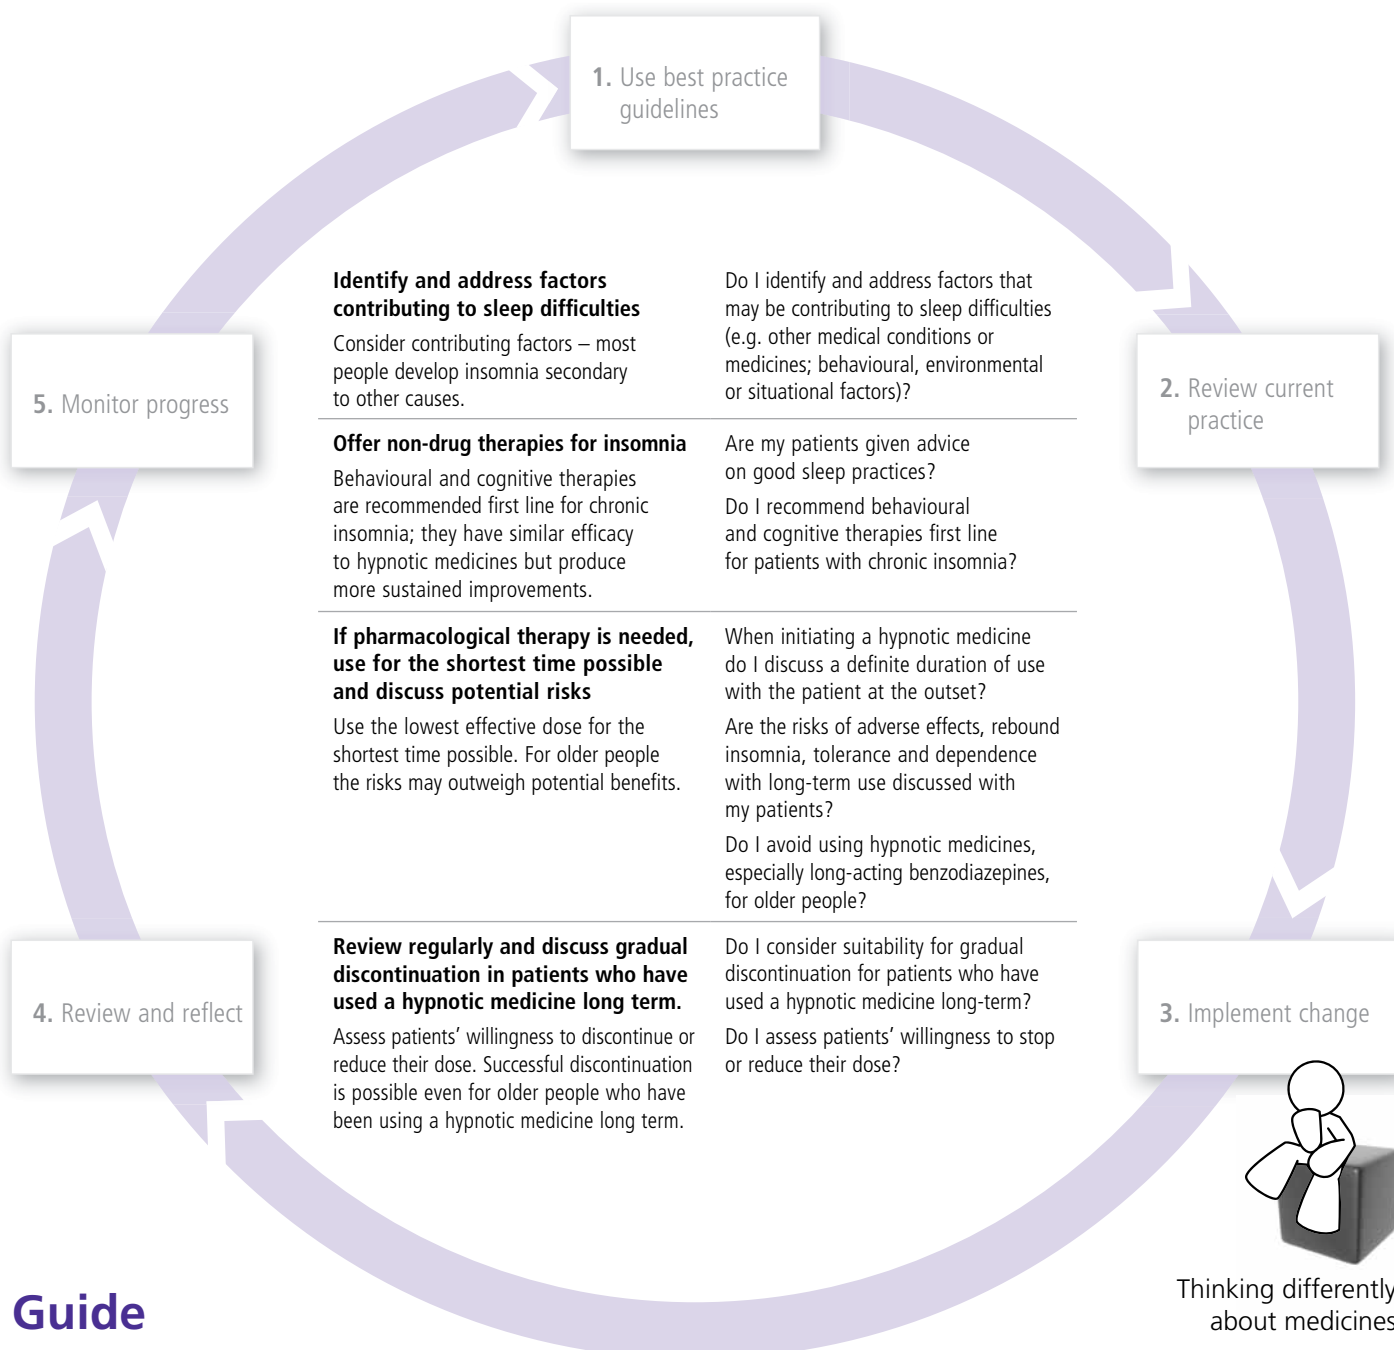 1. Use best practice
guidelines
2. Review current
practice
3. Implement change
4. Review and reflect
5. Monitor progress
Identify and address factors
contributing to sleep difficulties
Consider contributing factors – most
people develop insomnia secondary
to other causes.
Do I identify and address factors that
may be contributing to sleep difficulties
(e.g. other medical conditions or
medicines; behavioural, environmental
or situational factors)?
Offer non-drug therapies for insomnia
Behavioural and cognitive therapies
are recommended first line for chronic
insomnia; they have similar efficacy
to hypnotic medicines but produce
more sustained improvements.
Are my patients given advice
on good sleep practices?
Do I recommend behavioural
and cognitive therapies first line
for patients with chronic insomnia?
If pharmacological therapy is needed,
use for the shortest time possible
and discuss potential risks
Use the lowest effective dose for the
shortest time possible. For older people
the risks may outweigh potential benefits.
When initiating a hypnotic medicine
do I discuss a definite duration of use
with the patient at the outset?
Are the risks of adverse effects, rebound
insomnia, tolerance and dependence
with long-term use discussed with
my patients?
Do I avoid using hypnotic medicines,
especially long-acting benzodiazepines,
for older people?
Review regularly and discuss gradual
discontinuation in patients who have
used a hypnotic medicine long term.
Assess patients’ willingness to discontinue or
reduce their dose. Successful discontinuation
is possible even for older people who have
been using a hypnotic medicine long term.
Do I consider suitability for gradual
discontinuation for patients who have
used a hypnotic medicine long-term?
Do I assess patients’ willingness to stop
or reduce their dose?
Guide
Thinking differently
about medicines